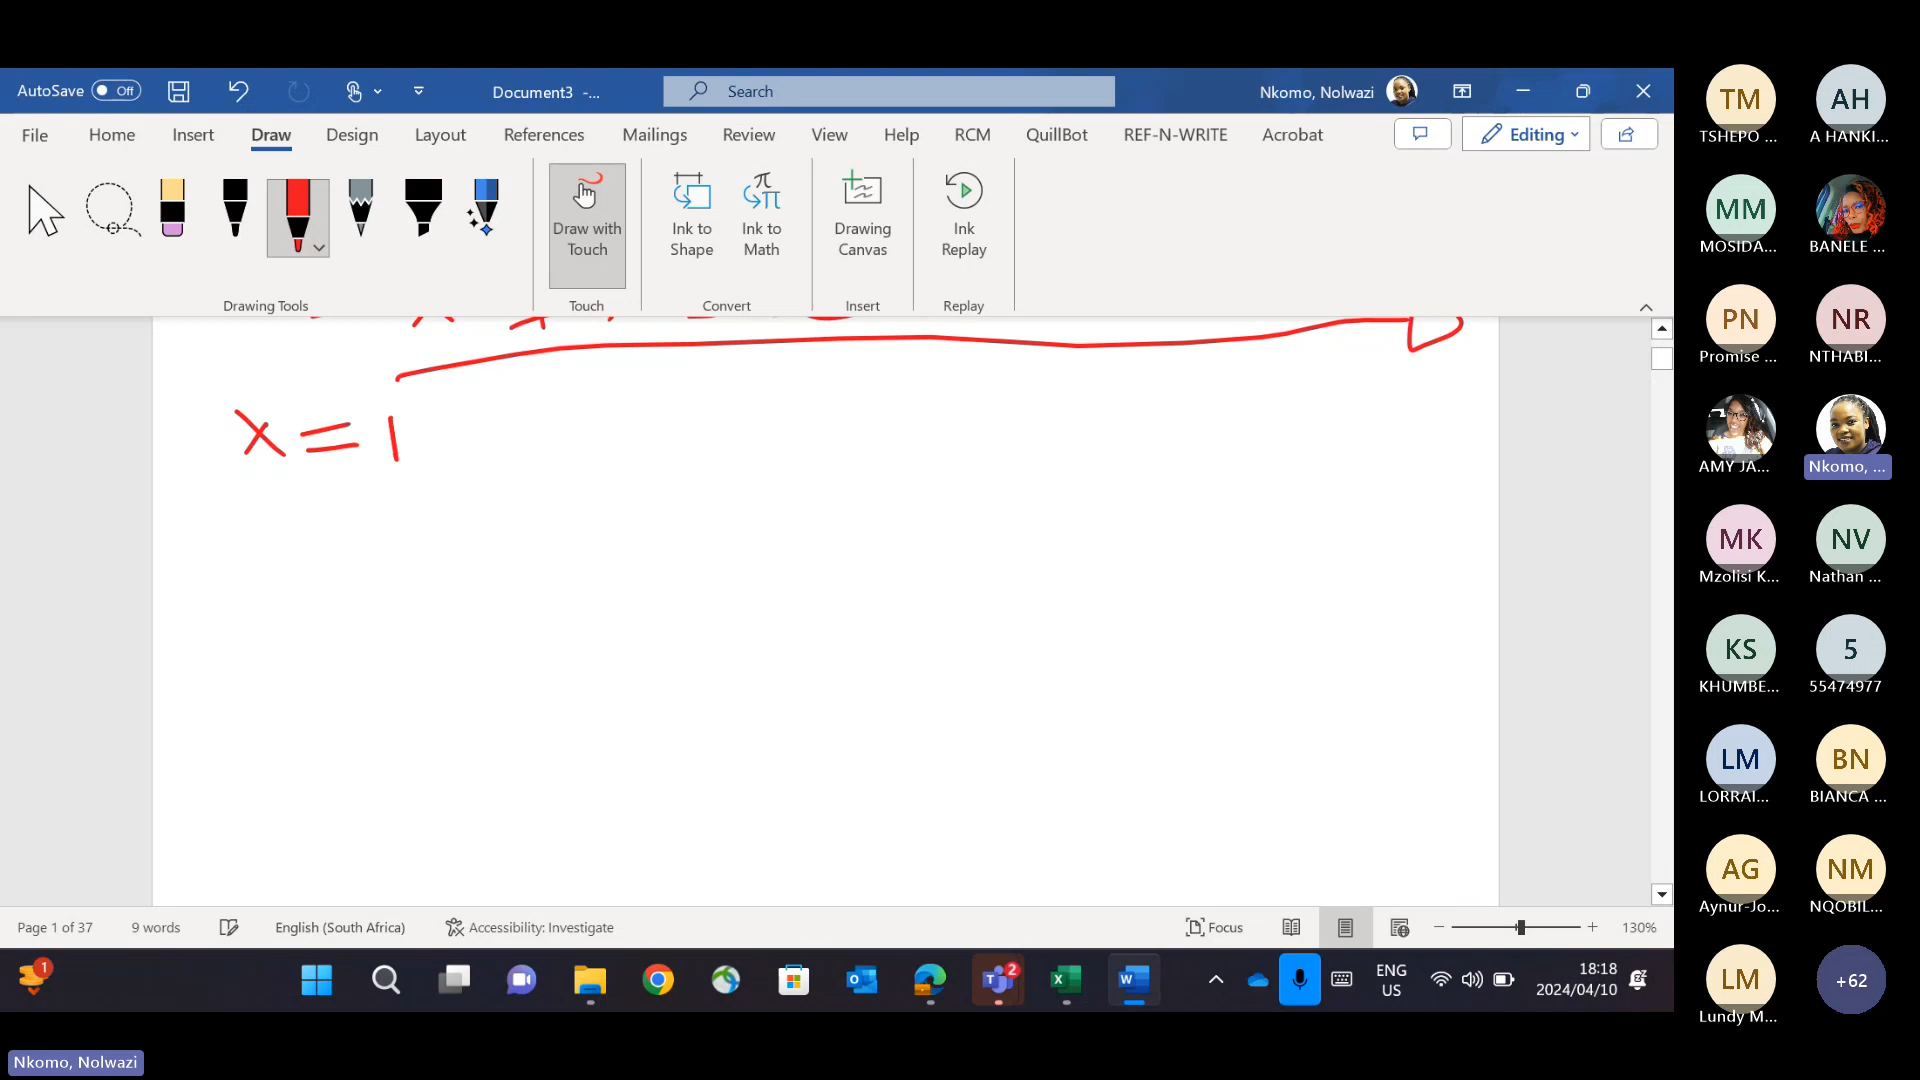 AutoSave Off
Document3 -...
Search
Nkomo, Nolwazi
File Home Insert Draw Design Layout References Mailings Review View Help RCM QuillBot REF-N-WRITE Acrobat
Editing
Draw with Touch
Ink to Shape
Ink to Math
Drawing Canvas
Ink Replay
Drawing Tools Touch Convert Insert Replay
x = 1
Page 1 of 37 9 words English (South Africa) Accessibility: Investigate Focus 130%
1
2
ENG
US
18:18
2024/04/10
TM
TSHEPO ...
AH
A HANKI...
MM
MOSIDA...
BANELE ...
PN
Promise ...
NR
NTHABI...
AMY JA...
Nkomo, ...
MK
Mzolisi K...
NV
Nathan ...
KS
KHUMBE...
5
55474977
LM
LORRAI...
BN
BIANCA ...
AG
Aynur-Jo...
NM
NQOBIL...
LM
Lundy M...
+62
Nkomo, Nolwazi